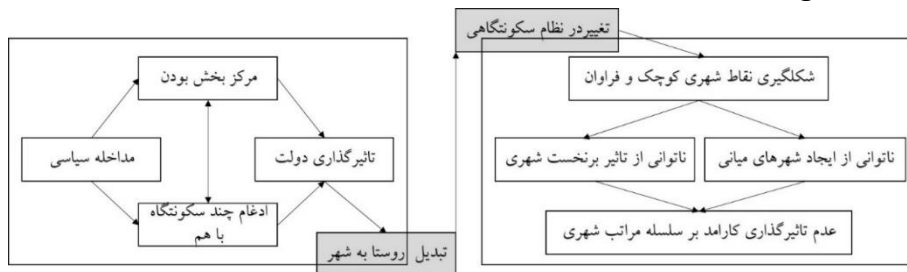 تغییردر نظام سکونتگاهی
مرکز بخش بودن
شکلگیری نقاط شهری کوچک و فراوان
مداخله سیاسی
تاثیرگذاری دولت
ناتوانی از تاثیر برنخست شهری
ناتوانی از ایجاد شهرهای میانی
ادغام چند سکونتگاه
با هم
تبدیل روستا به شهر
عدم تاثیرگذاری کارامد بر سلسله مراتب شهری